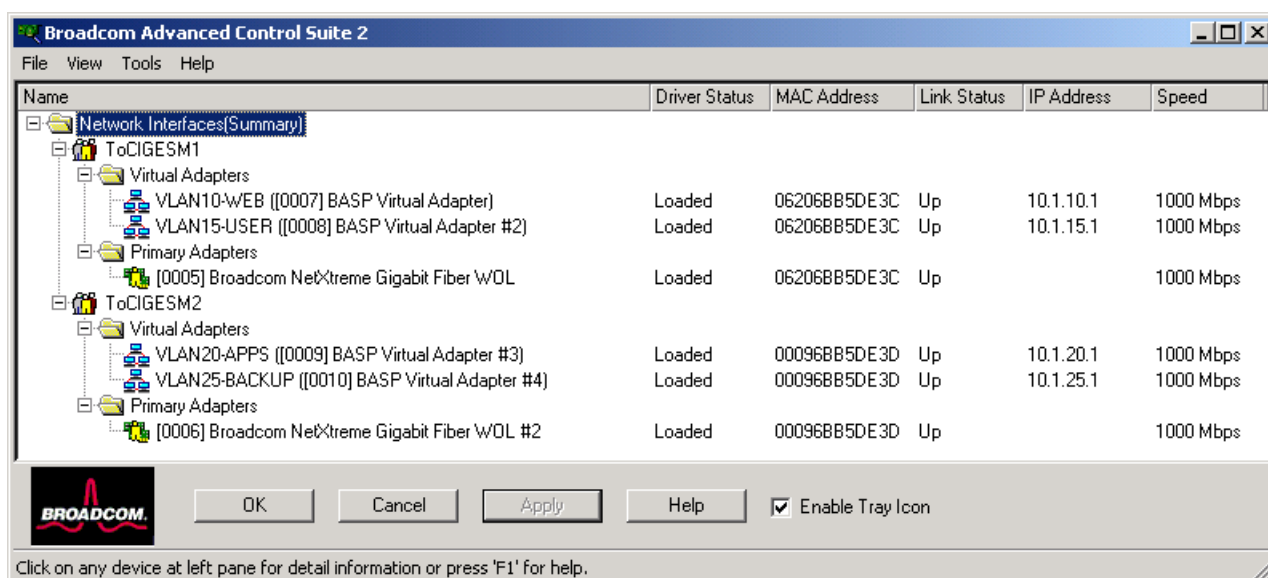 Broadcom Advanced Control Suite 2
File View Tools Help
Name Driver Status MAC Address Link Status IP Address Speed
Network Interfaces(Summary)
ToCIGESM1
Virtual Adapters
VLAN10-WEB ([0007] BASP Virtual Adapter) Loaded 06206BB5DE3C Up 10.1.10.1 1000 Mbps
VLAN15-USER ([0008] BASP Virtual Adapter #2) Loaded 06206BB5DE3C Up 10.1.15.1 1000 Mbps
Primary Adapters
[0005] Broadcom NetXtreme Gigabit Fiber WOL Loaded 06206BB5DE3C Up 1000 Mbps
ToCIGESM2
Virtual Adapters
VLAN20-APPS ([0009] BASP Virtual Adapter #3) Loaded 00096BB5DE3D Up 10.1.20.1 1000 Mbps
VLAN25-BACKUP ([0010] BASP Virtual Adapter #4) Loaded 00096BB5DE3D Up 10.1.25.1 1000 Mbps
Primary Adapters
[0006] Broadcom NetXtreme Gigabit Fiber WOL #2 Loaded 00096BB5DE3D Up 1000 Mbps
BROADCOM. OK Cancel Apply Help Enable Tray Icon
Click on any device at left pane for detail information or press 'F1' for help.